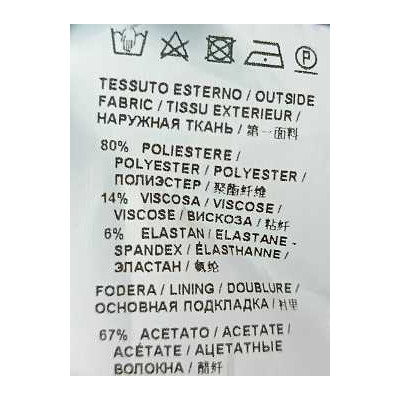 TESSUTO ESTERNO / OUTSIDE
FABRIC / TISSU EXTERIEUR /
НАРУЖНАЯ ТКАНЬ / 第一面料
80% POLIESTERE /
POLYESTER / POLYESTER /
ПОЛИЭСТЕР / 聚酯纤维
14% VISCOSA / VISCOSE /
VISCOSE / ВИСКОЗА / 粘纤
6% ELASTAN / ELASTANE -
SPANDEX / ÉLASTHANNE /
ЭЛАСТАН / 氨纶
FODERA / LINING / DOUBLURE /
ОСНОВНАЯ ПОДКЛАДКА / 里料
67% ACETATO / ACETATE /
ACÉTATE / АЦЕТАТНЫЕ
ВОЛОКНА / 醋纤